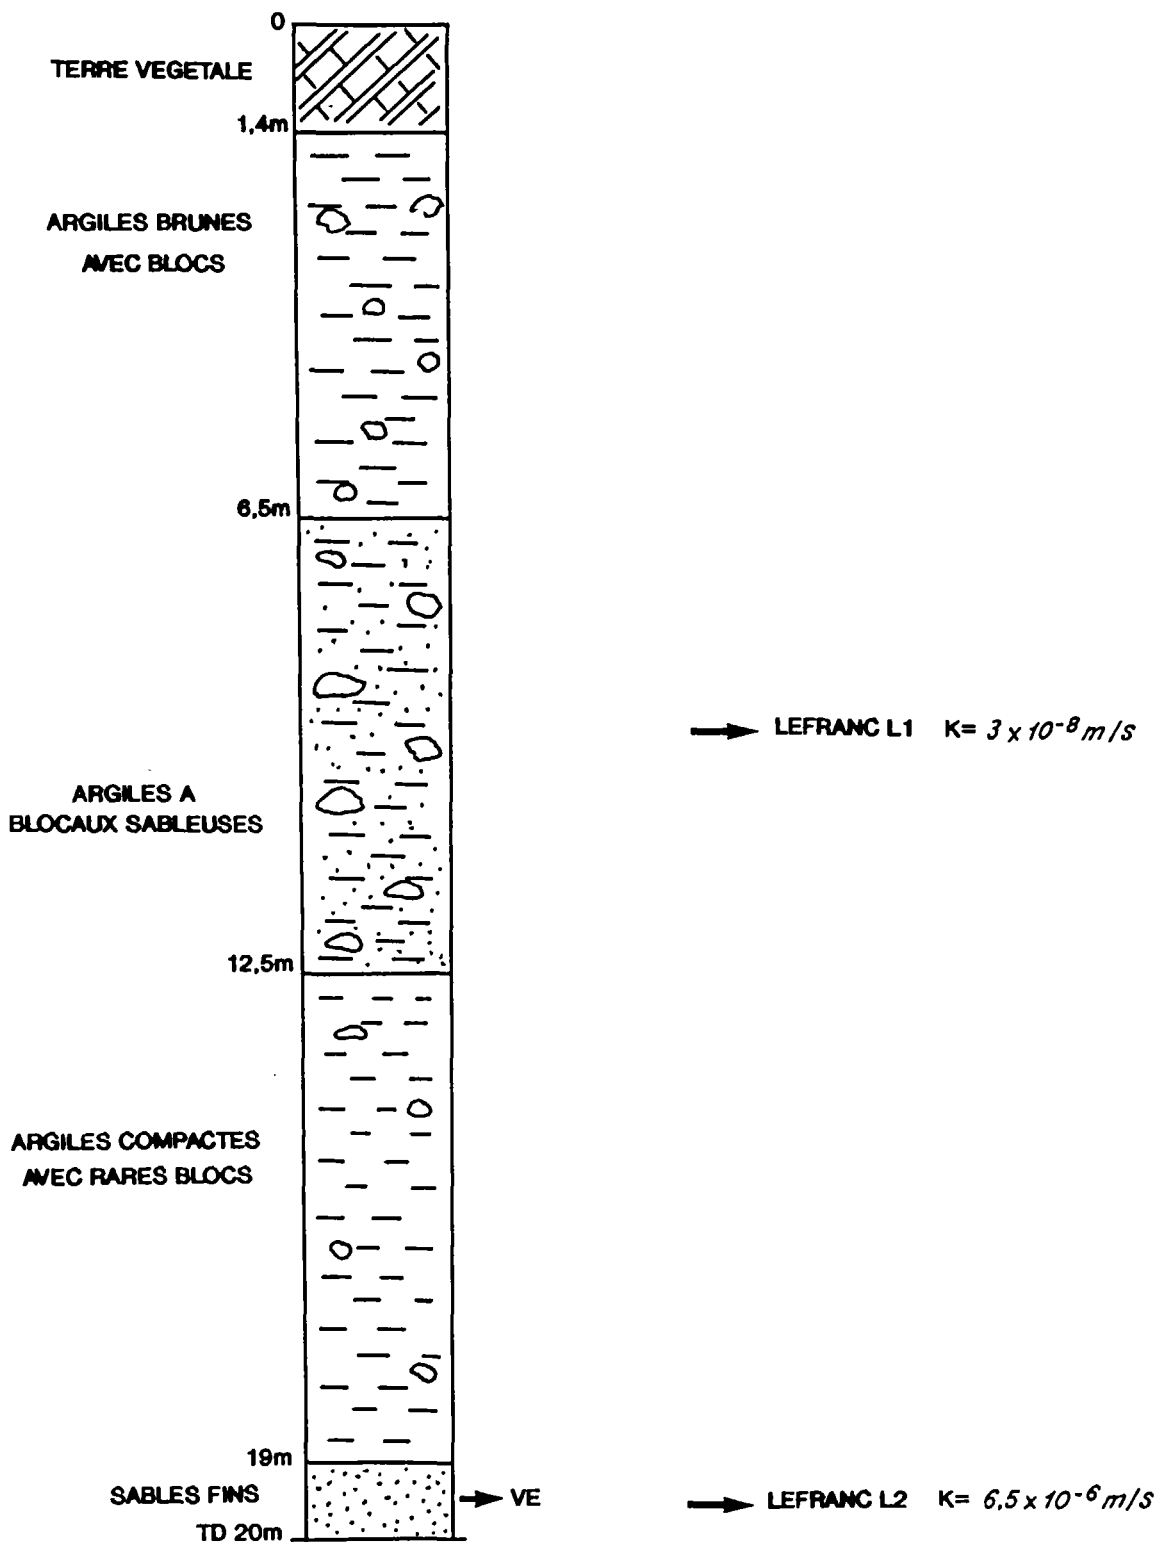 0
TERRE VEGETALE
1,4m
ARGILES BRUNES
AVEC BLOCS
6,5m
LEFRANC L1 K= 3 x 10⁻⁸ m/s
ARGILES A
BLOCAUX SABLEUSES
12,5m
ARGILES COMPACTES
AVEC RARES BLOCS
19m
SABLES FINS
VE
LEFRANC L2 K= 6,5 x 10⁻⁶ m/s
TD 20m